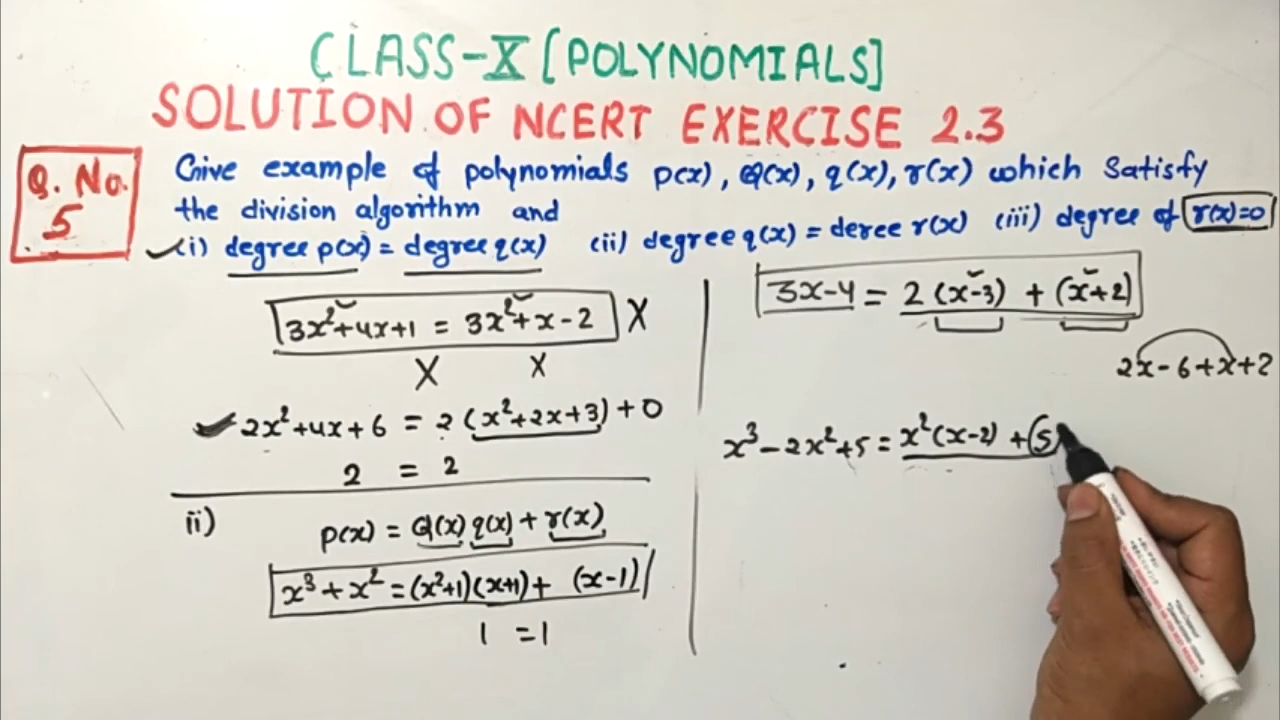 CLASS-X [POLYNOMIALS]
SOLUTION OF NCERT EXERCISE 2.3
Q. No. 5
Give example of polynomials p(x), Q(x), q(x), r(x) which satisfy
the division algorithm and
(i) degree p(x) = degree q(x) (ii) degree q(x) = deree r(x) (iii) degree of r(x)=0
3x²+4x+1 = 3x²+x-2 X
X X
2x²+4x+6 = 2(x²+2x+3)+0
2 = 2
ii)
p(x) = Q(x) q(x) + r(x)
x³+x² = (x²+1)(x+1) + (x-1)
1 = 1
3x-4 = 2(x-3) + (x+2)
2x-6+x+2
x³-2x²+5 = x²(x-2) + 5